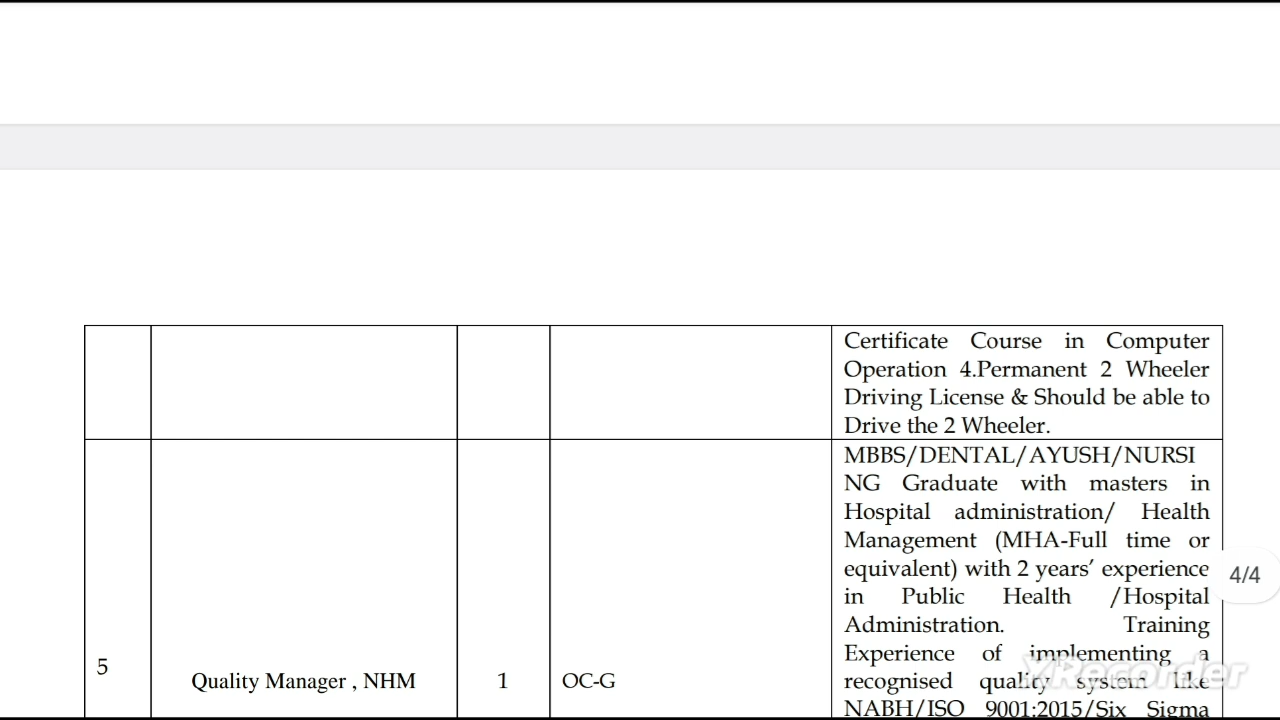 Certificate Course in Computer
Operation 4.Permanent 2 Wheeler
Driving License & Should be able to
Drive the 2 Wheeler.
MBBS/DENTAL/AYUSH/NURSI
NG Graduate with masters in
Hospital administration/ Health
Management (MHA-Full time or
equivalent) with 2 years’ experience
in Public Health /Hospital
Administration. Training
Experience of implementing a
recognised quality system like
NABH/ISO 9001:2015/Six Sigma
5
Quality Manager , NHM
1
OC-G
4/4
XRecorder